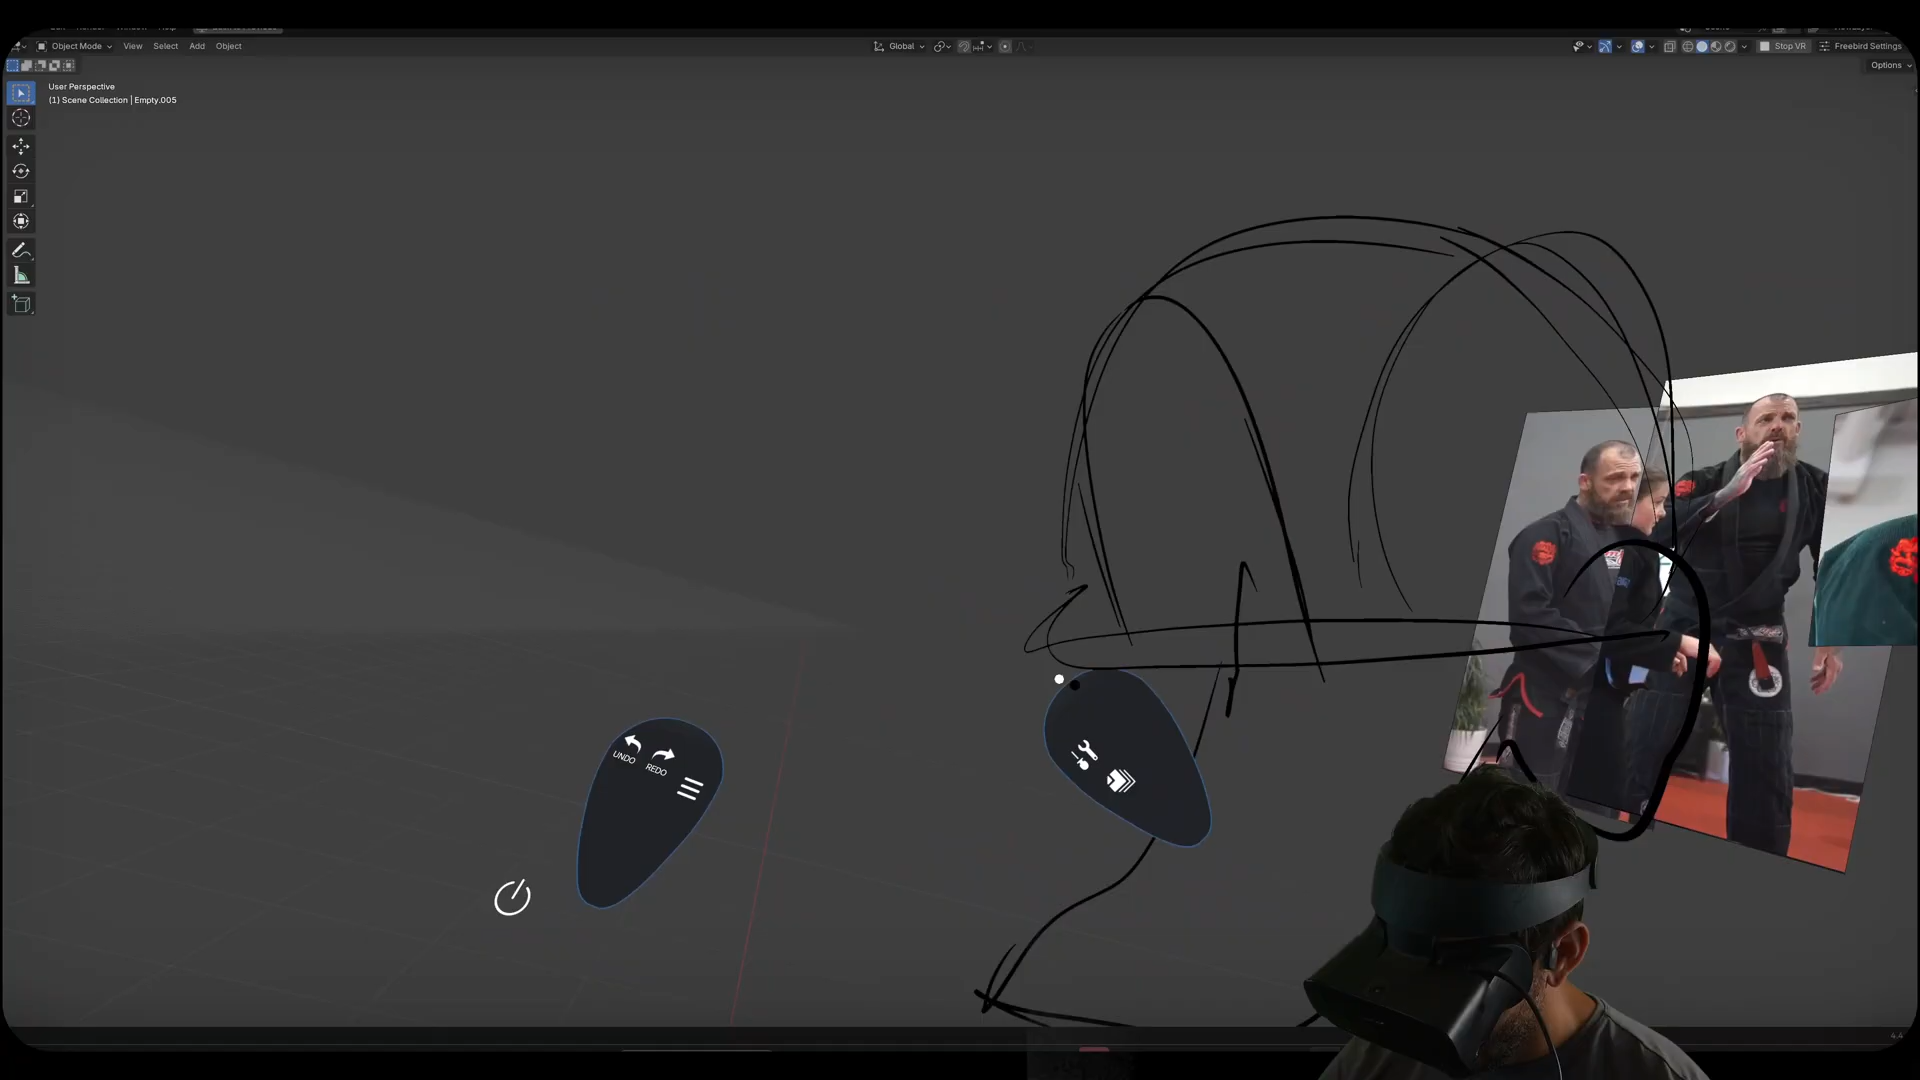 Object Mode View Select Add Object Global Stop VR Freebird Settings
Options
User Perspective
(1) Scene Collection | Empty.005
UNDO REDO